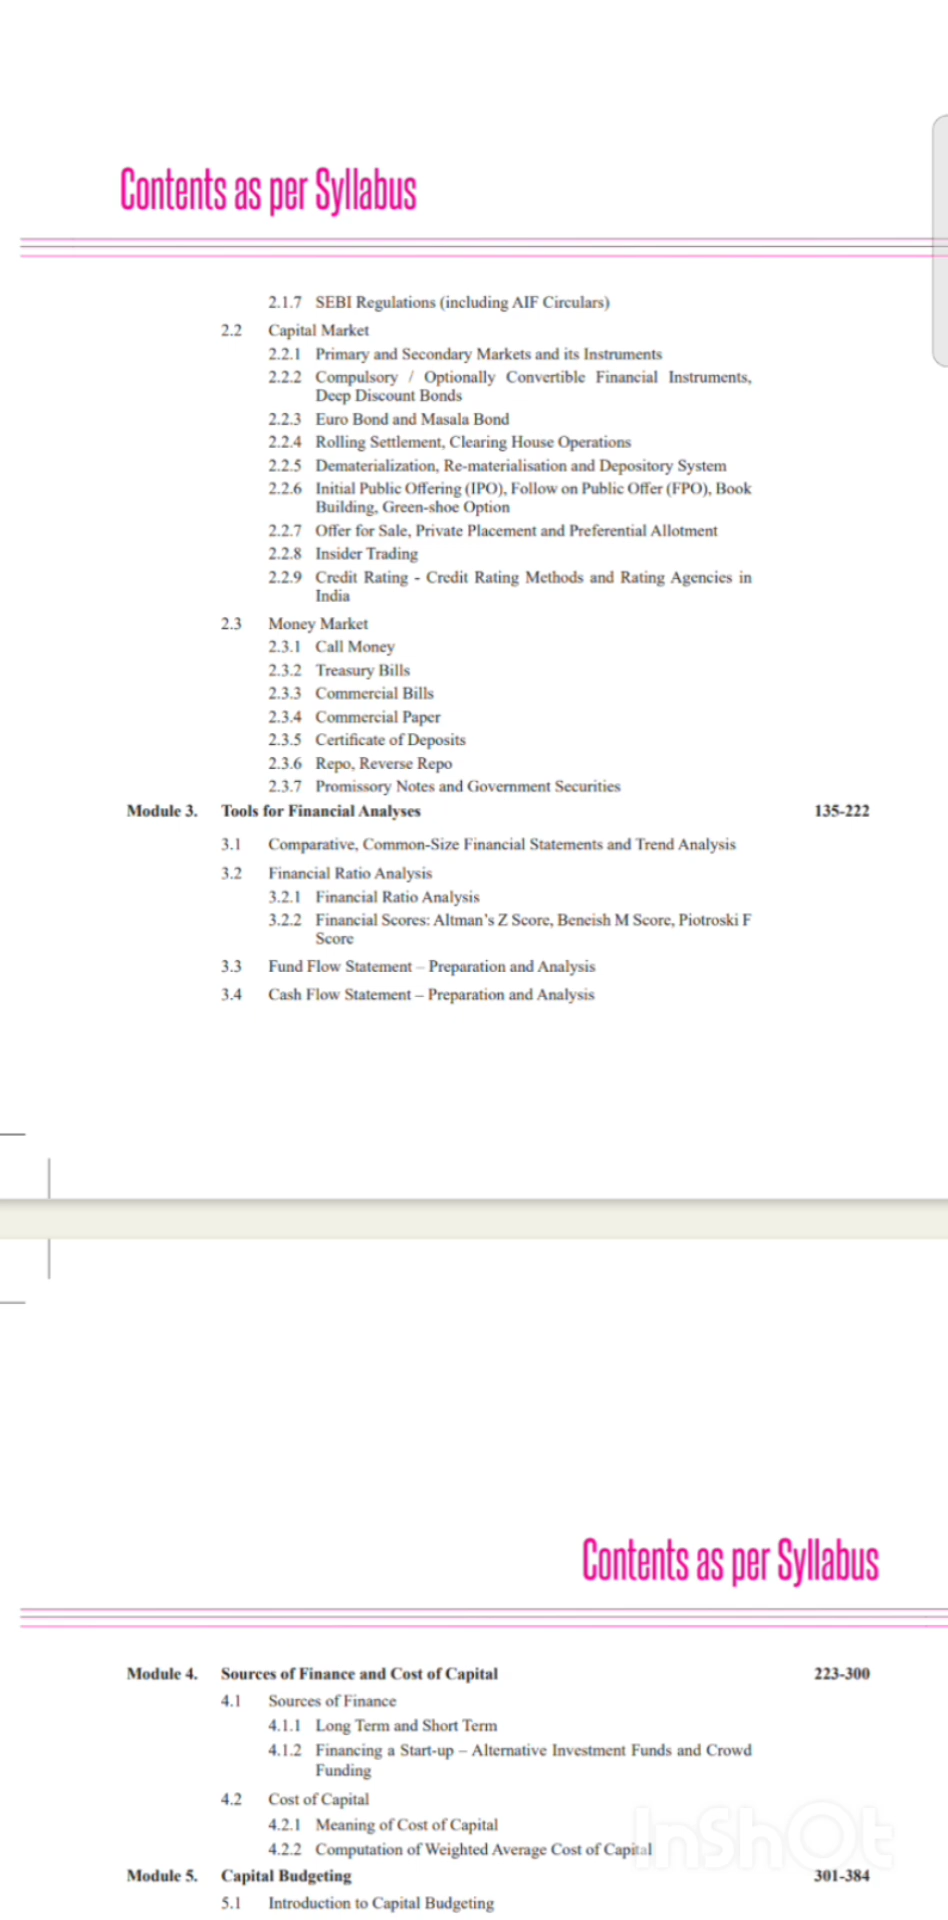 Contents as per Syllabus
2.1.7 SEBI Regulations (including AIF Circulars)
2.2 Capital Market
2.2.1 Primary and Secondary Markets and its Instruments
2.2.2 Compulsory / Optionally Convertible Financial Instruments,
Deep Discount Bonds
2.2.3 Euro Bond and Masala Bond
2.2.4 Rolling Settlement, Clearing House Operations
2.2.5 Dematerialization, Re-materialisation and Depository System
2.2.6 Initial Public Offering (IPO), Follow on Public Offer (FPO), Book
Building, Green-shoe Option
2.2.7 Offer for Sale, Private Placement and Preferential Allotment
2.2.8 Insider Trading
2.2.9 Credit Rating - Credit Rating Methods and Rating Agencies in
India
2.3 Money Market
2.3.1 Call Money
2.3.2 Treasury Bills
2.3.3 Commercial Bills
2.3.4 Commercial Paper
2.3.5 Certificate of Deposits
2.3.6 Repo, Reverse Repo
2.3.7 Promissory Notes and Government Securities
Module 3. Tools for Financial Analyses 135-222
3.1 Comparative, Common-Size Financial Statements and Trend Analysis
3.2 Financial Ratio Analysis
3.2.1 Financial Ratio Analysis
3.2.2 Financial Scores: Altman's Z Score, Beneish M Score, Piotroski F
Score
3.3 Fund Flow Statement – Preparation and Analysis
3.4 Cash Flow Statement – Preparation and Analysis
Contents as per Syllabus
Module 4. Sources of Finance and Cost of Capital 223-300
4.1 Sources of Finance
4.1.1 Long Term and Short Term
4.1.2 Financing a Start-up – Alternative Investment Funds and Crowd
Funding
4.2 Cost of Capital
4.2.1 Meaning of Cost of Capital
4.2.2 Computation of Weighted Average Cost of Capital
InShOt
Module 5. Capital Budgeting 301-384
5.1 Introduction to Capital Budgeting